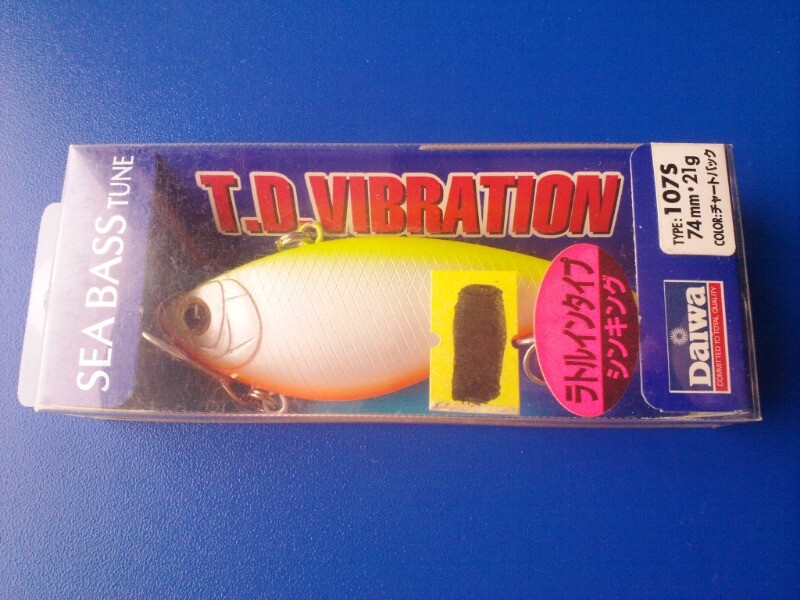 SEA BASS TUNE
T.D.VIBRATION
ラトルインタイプ
シンキング
TYPE: 107S
74mm・21g
COLOR:チャートバック
Daiwa
COMMITTED TO TOTAL QUALITY